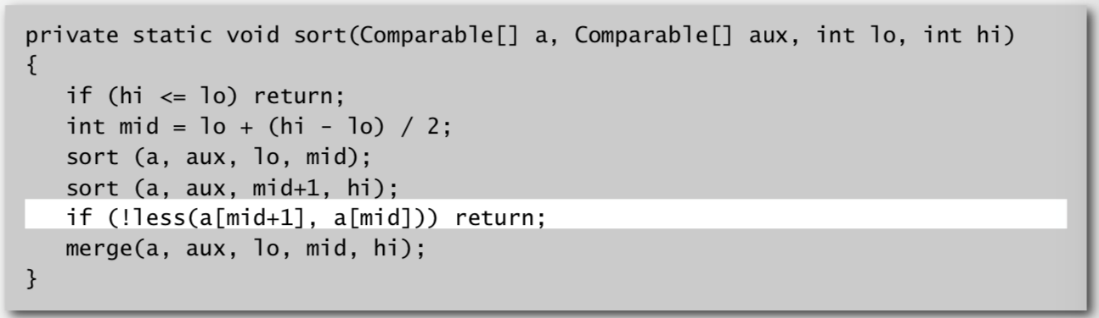 private static void sort(Comparable[] a, Comparable[] aux, int lo, int hi)
{
   if (hi <= lo) return;
   int mid = lo + (hi - lo) / 2;
   sort (a, aux, lo, mid);
   sort (a, aux, mid+1, hi);
   if (!less(a[mid+1], a[mid])) return;
   merge(a, aux, lo, mid, hi);
}